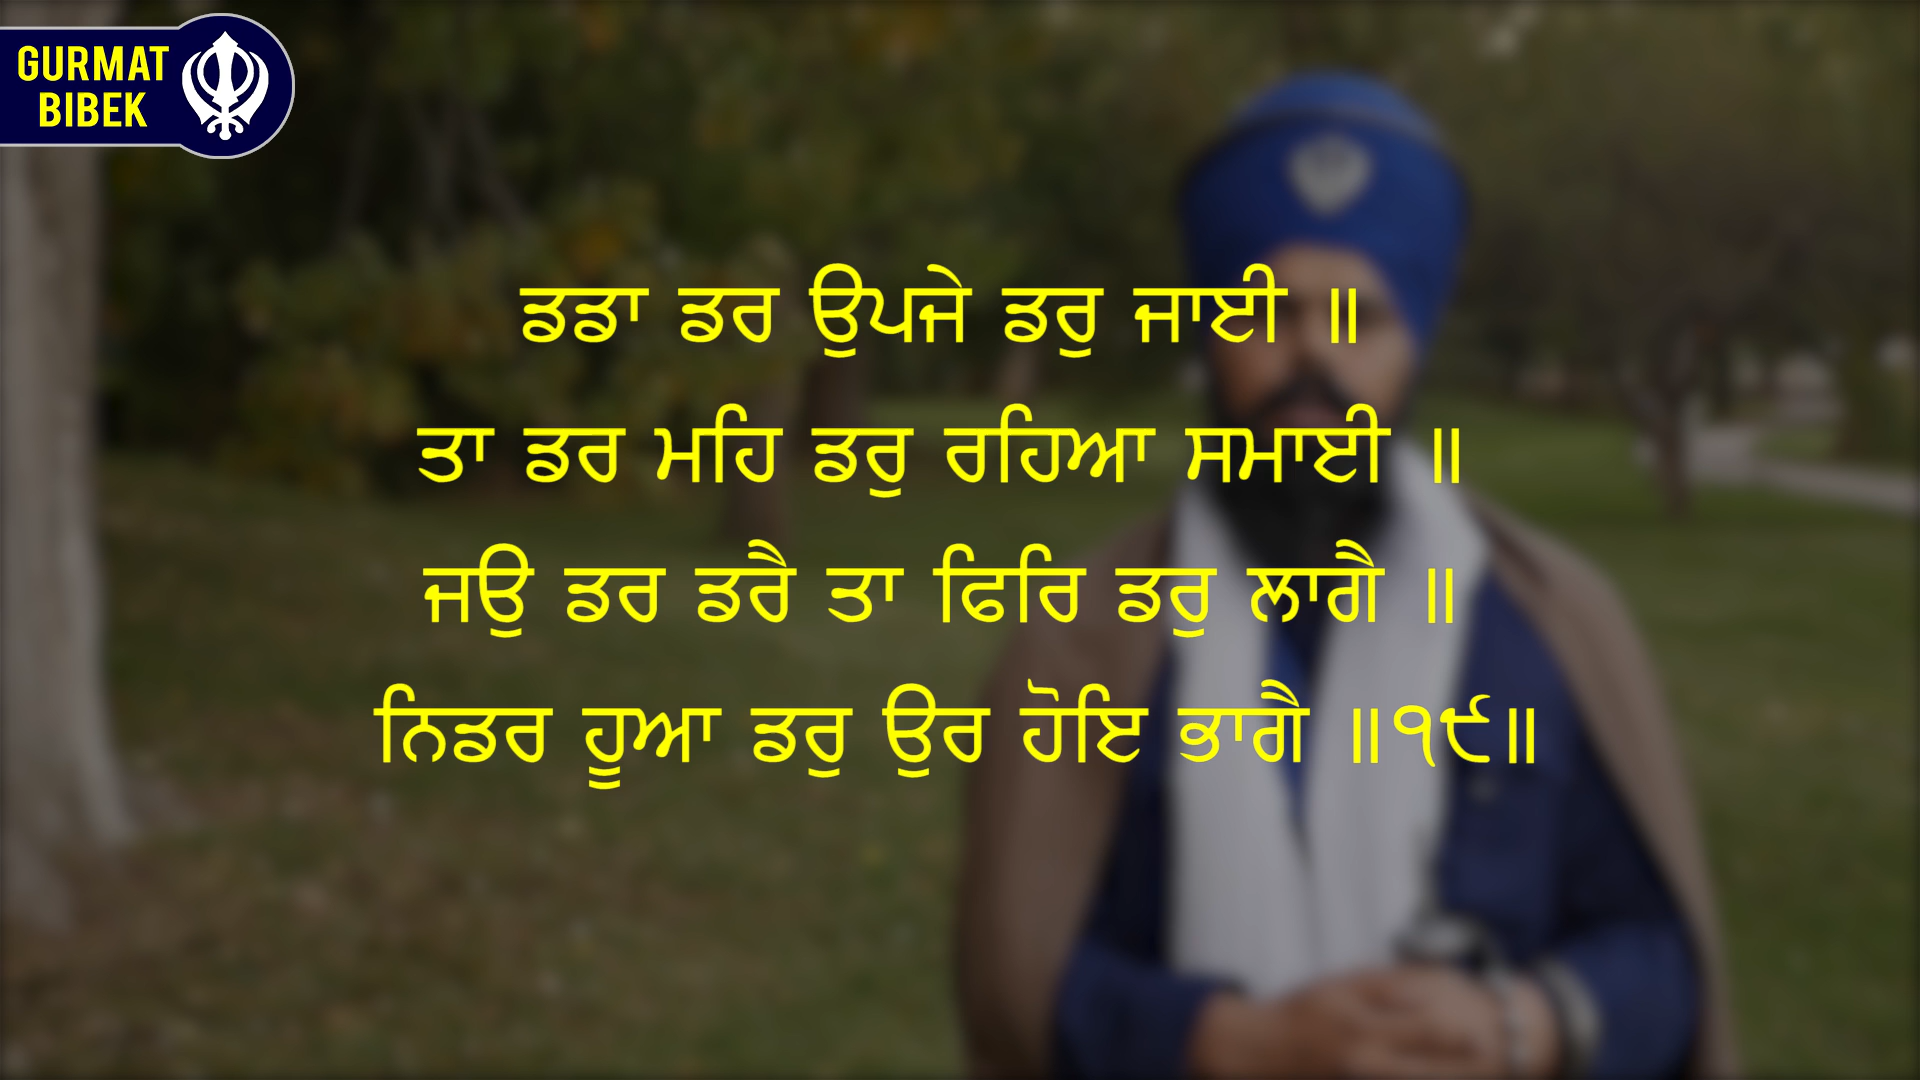 GURMAT
BIBEK
ਡਡਾ ਡਰ ਉਪਜੇ ਡਰੁ ਜਾਈ ॥
ਤਾ ਡਰ ਮਹਿ ਡਰੁ ਰਹਿਆ ਸਮਾਈ ॥
ਜਉ ਡਰ ਡਰੈ ਤਾ ਫਿਰਿ ਡਰੁ ਲਾਗੈ ॥
ਨਿਡਰ ਹੂਆ ਡਰੁ ਉਰ ਹੋਇ ਭਾਗੈ ॥੧੯॥